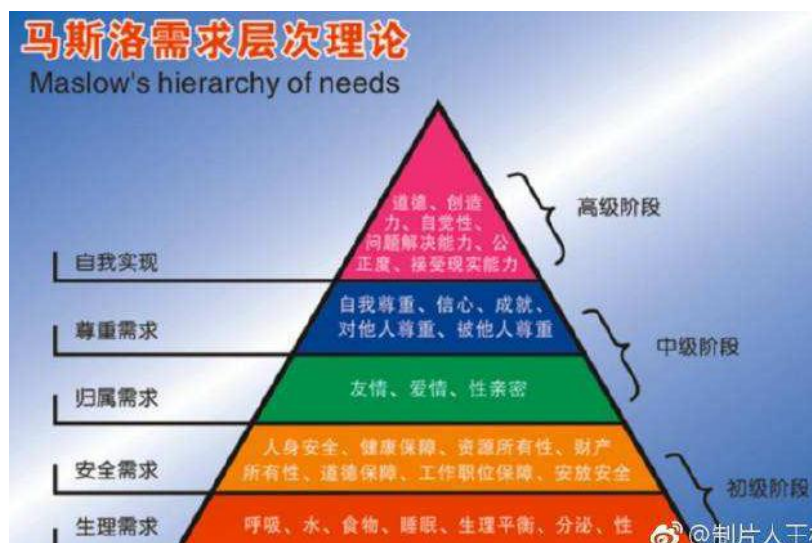 马斯洛需求层次理论
Maslow's hierarchy of needs
道德、创造
力、自觉性、
问题解决能力、公
正度、接受现实能力
高级阶段
自我实现
自我尊重、信心、成就、
对他人尊重、被他人尊重
尊重需求
中级阶段
友情、爱情、性亲密
归属需求
人身安全、健康保障、资源所有性、财产
所有性、道德保障、工作职位保障、安放安全
安全需求
初级阶段
呼吸、水、食物、睡眠、生理平衡、分泌、性
生理需求
@制片人王